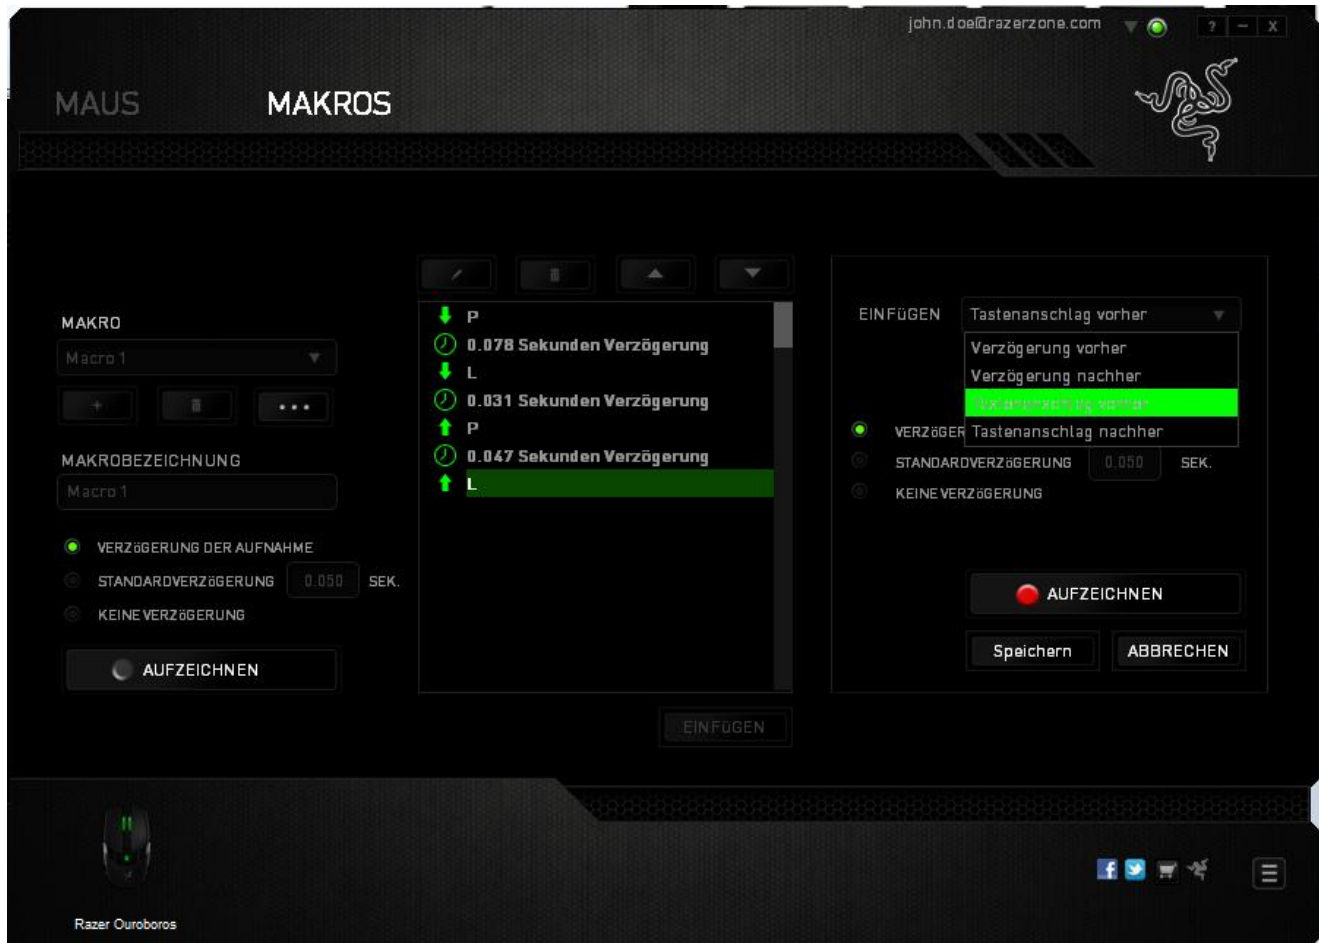 john.doe@razerzone.com
? – X
MAUS
MAKROS
MAKRO
Macro 1
MAKROBEZEICHNUNG
Macro 1
VERZöGERUNG DER AUFNAHME
STANDARDVERZöGERUNG 0.050 SEK.
KEINE VERZöGERUNG
AUFZEICHNEN
P
0.078 Sekunden Verzögerung
L
0.031 Sekunden Verzögerung
P
0.047 Sekunden Verzögerung
L
EINFüGEN
EINFüGEN
Tastenanschlag vorher
Verzögerung vorher
Verzögerung nachher
Tastenanschlag vorher
Tastenanschlag nachher
VERZöGER
STANDARDVERZöGERUNG 0.050 SEK.
KEINE VERZöGERUNG
AUFZEICHNEN
Speichern
ABBRECHEN
Razer Ouroboros